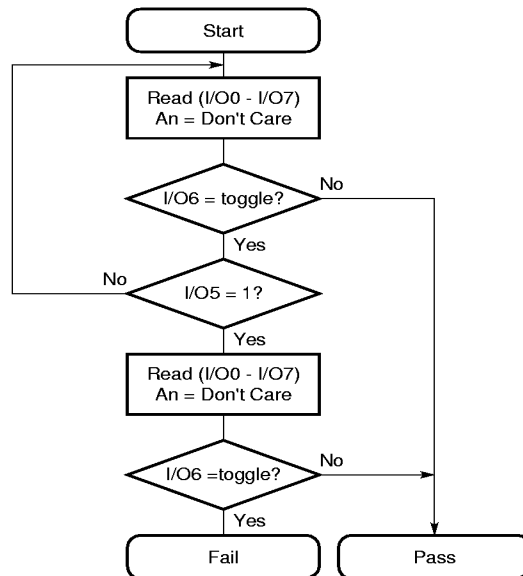 Start
Read (I/O0 - I/O7)
An = Don't Care
I/O6 = toggle?
No
Yes
No
I/O5 = 1?
Yes
Read (I/O0 - I/O7)
An = Don't Care
I/O6 =toggle?
No
Yes
Fail
Pass